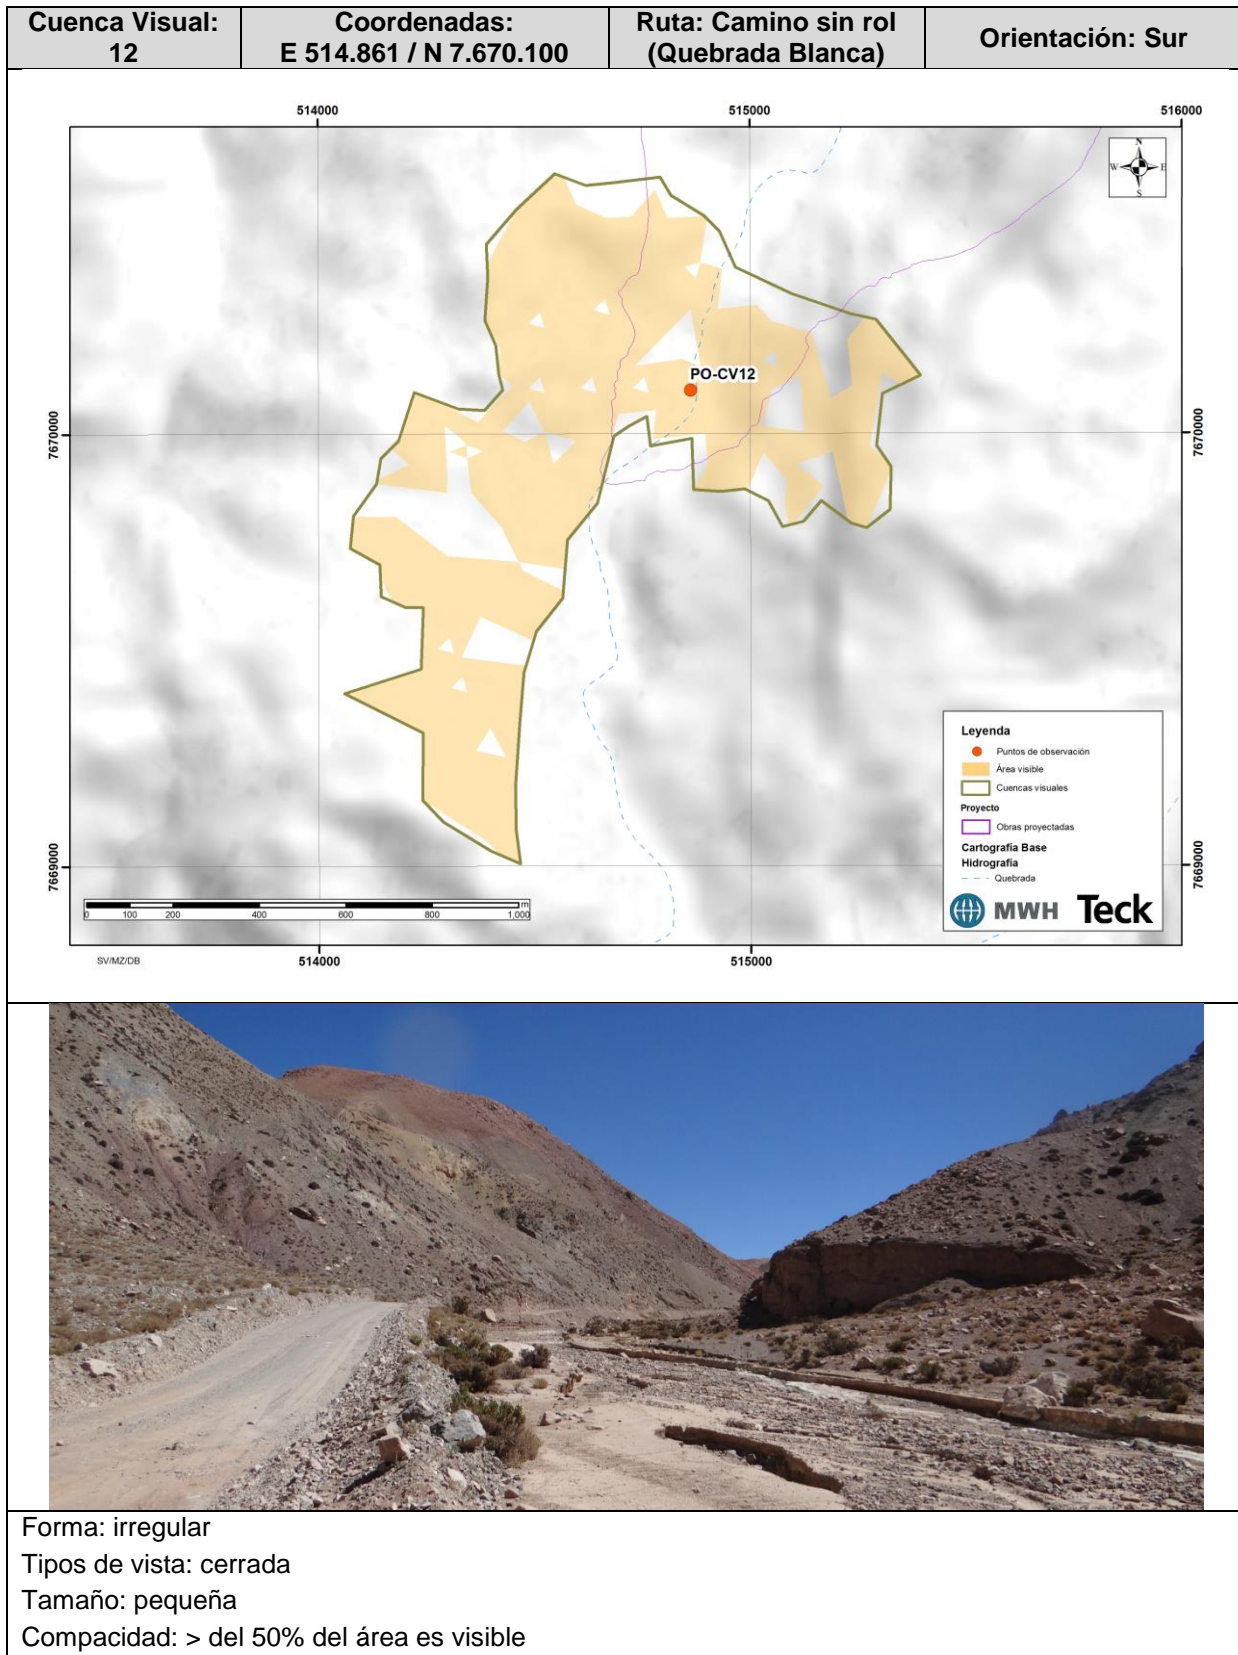 Cuenca Visual:
12
Coordenadas:
E 514.861 / N 7.670.100
Ruta: Camino sin rol
(Quebrada Blanca)
Orientación: Sur
514000
515000
516000
N
W
E
S
PO-CV12
7670000
7670000
7669000
7669000
Leyenda
Puntos de observación
Área visible
Cuencas visuales
Proyecto
Obras proyectadas
Cartografía Base
Hidrografía
Quebrada
MWH Teck
0 100 200 400 600 800 1,000 m
SV/MZ/DB
514000
515000
Forma: irregular
Tipos de vista: cerrada
Tamaño: pequeña
Compacidad: > del 50% del área es visible